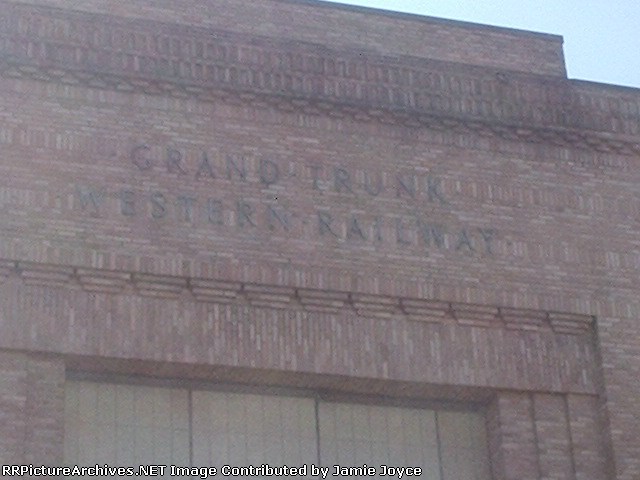 GRAND·TRUNK
WESTERN·RAILWAY
RRPictureArchives.NET Image Contributed by Jamie Joyce